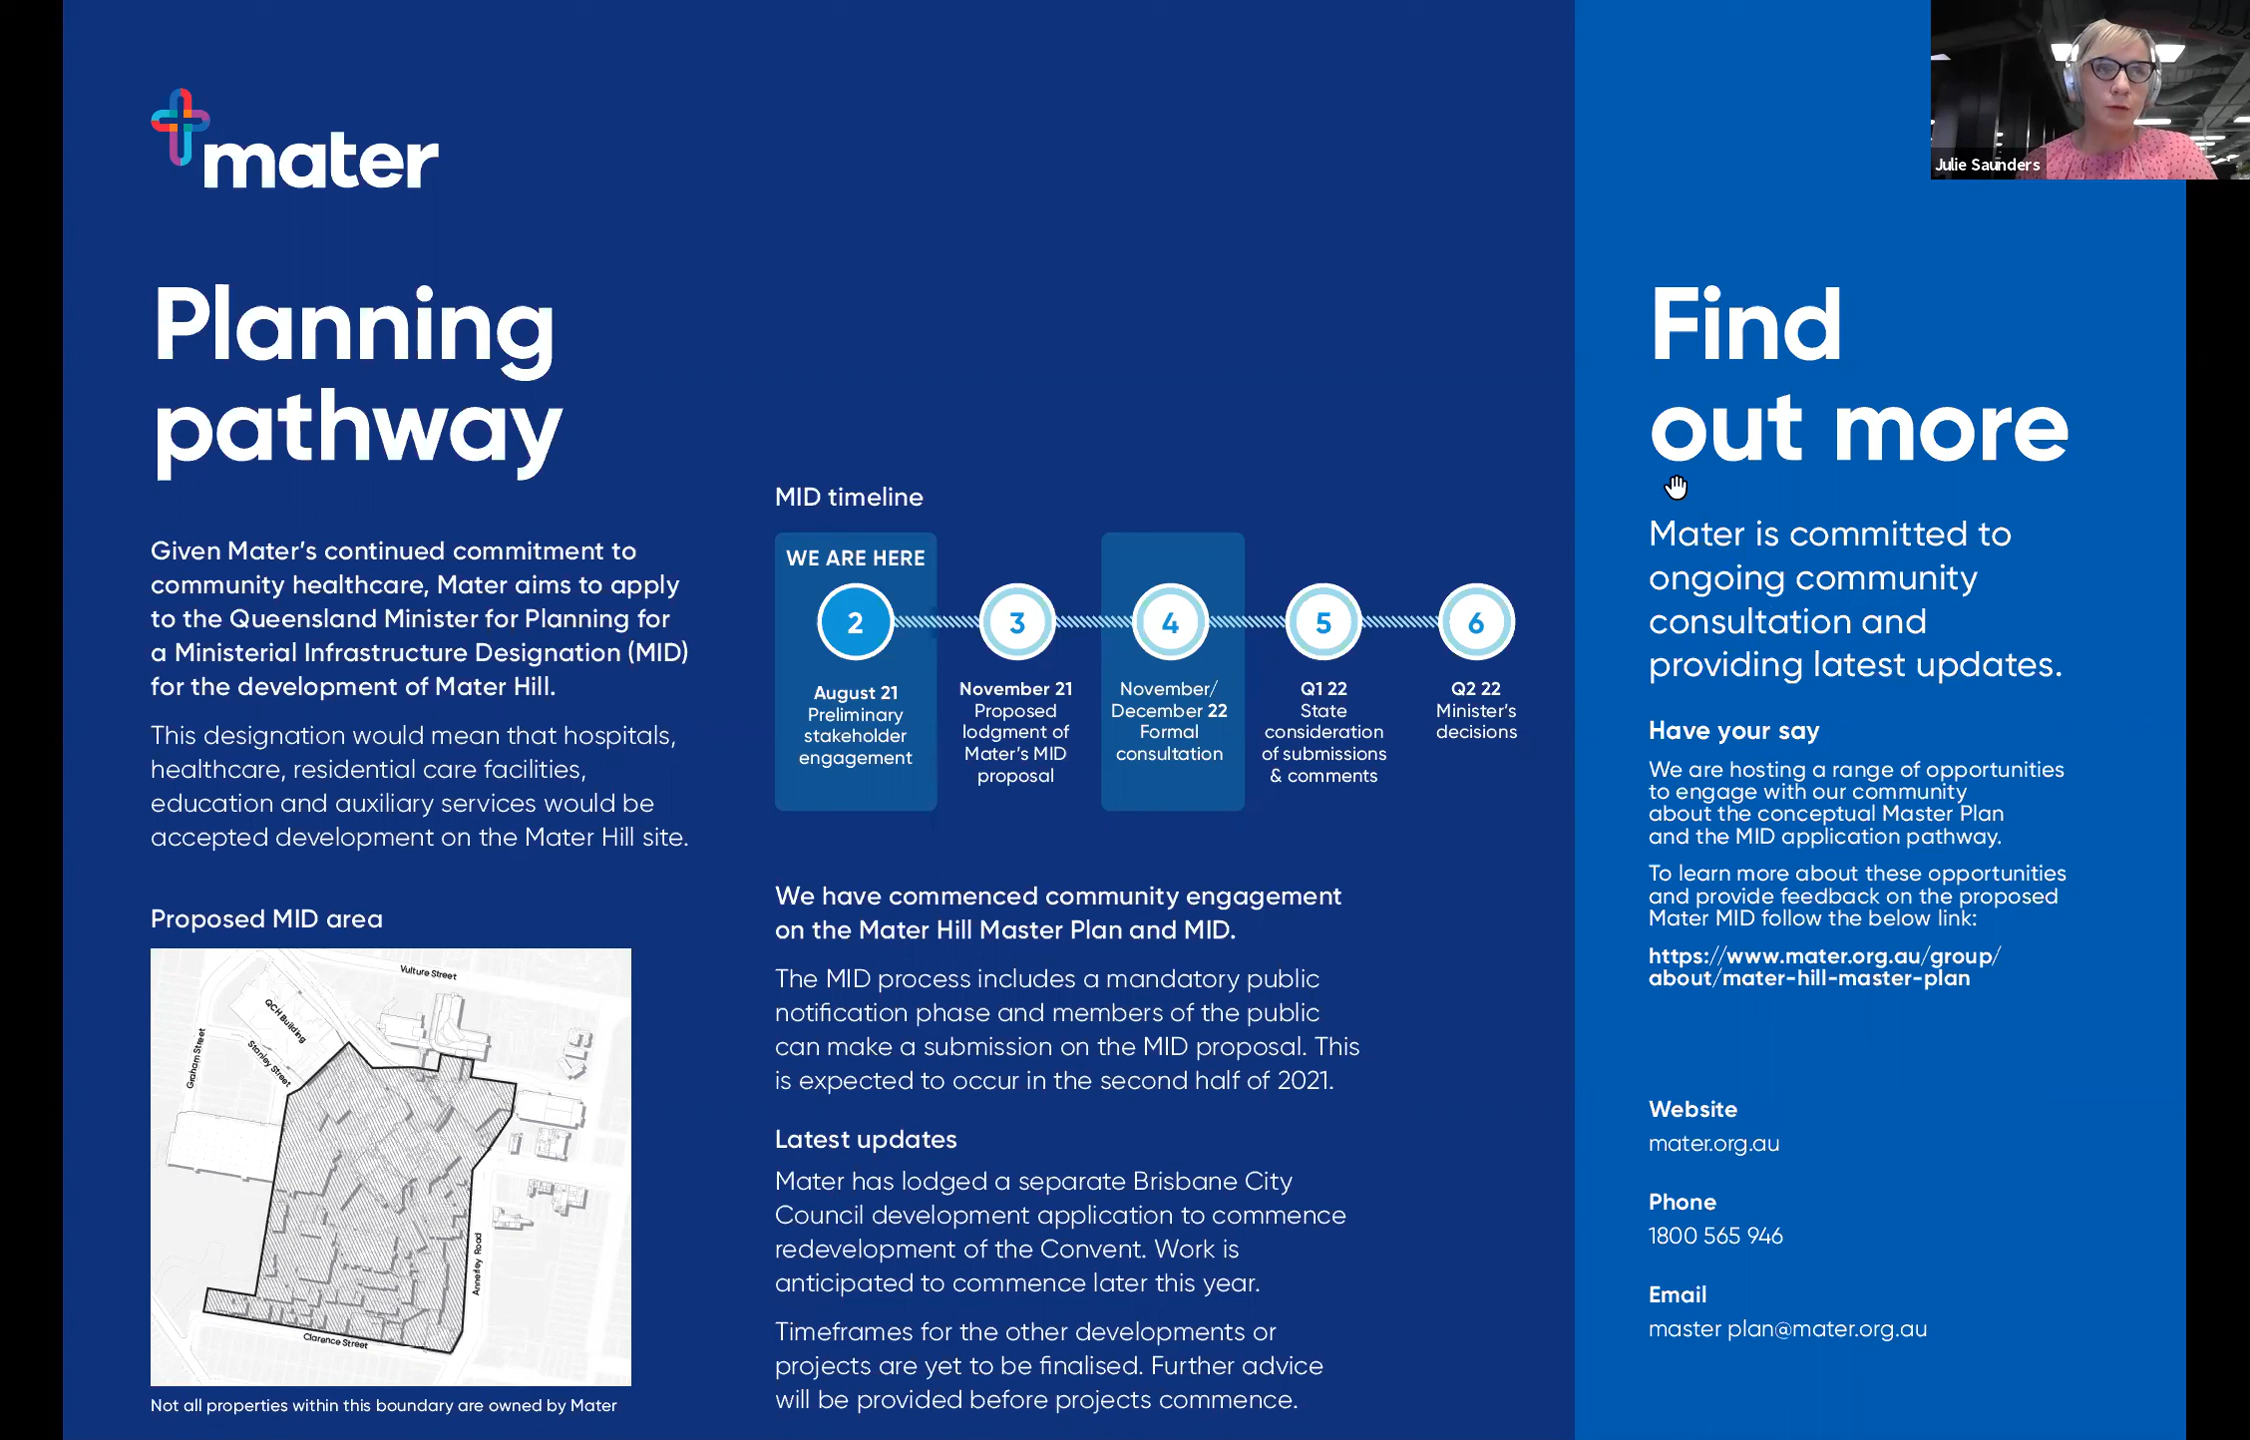 mater
Planning
pathway
Given Mater's continued commitment to
community healthcare, Mater aims to apply
to the Queensland Minister for Planning for
a Ministerial Infrastructure Designation (MID)
for the development of Mater Hill.
This designation would mean that hospitals,
healthcare, residential care facilities,
education and auxiliary services would be
accepted development on the Mater Hill site.
Proposed MID area
Vulture Street
QCH Building
Graham Street
Stanley Street
Annerley Road
Clarence Street
Not all properties within this boundary are owned by Mater
MID timeline
WE ARE HERE
2
August 21
Preliminary
stakeholder
engagement
3
November 21
Proposed
lodgment of
Mater's MID
proposal
4
November/
December 22
Formal
consultation
5
Q1 22
State
consideration
of submissions
& comments
6
Q2 22
Minister's
decisions
We have commenced community engagement
on the Mater Hill Master Plan and MID.
The MID process includes a mandatory public
notification phase and members of the public
can make a submission on the MID proposal. This
is expected to occur in the second half of 2021.
Latest updates
Mater has lodged a separate Brisbane City
Council development application to commence
redevelopment of the Convent. Work is
anticipated to commence later this year.
Timeframes for the other developments or
projects are yet to be finalised. Further advice
will be provided before projects commence.
Julie Saunders
Find
out more
Mater is committed to
ongoing community
consultation and
providing latest updates.
Have your say
We are hosting a range of opportunities
to engage with our community
about the conceptual Master Plan
and the MID application pathway.
To learn more about these opportunities
and provide feedback on the proposed
Mater MID follow the below link:
https://www.mater.org.au/group/
about/mater-hill-master-plan
Website
mater.org.au
Phone
1800 565 946
Email
master plan@mater.org.au